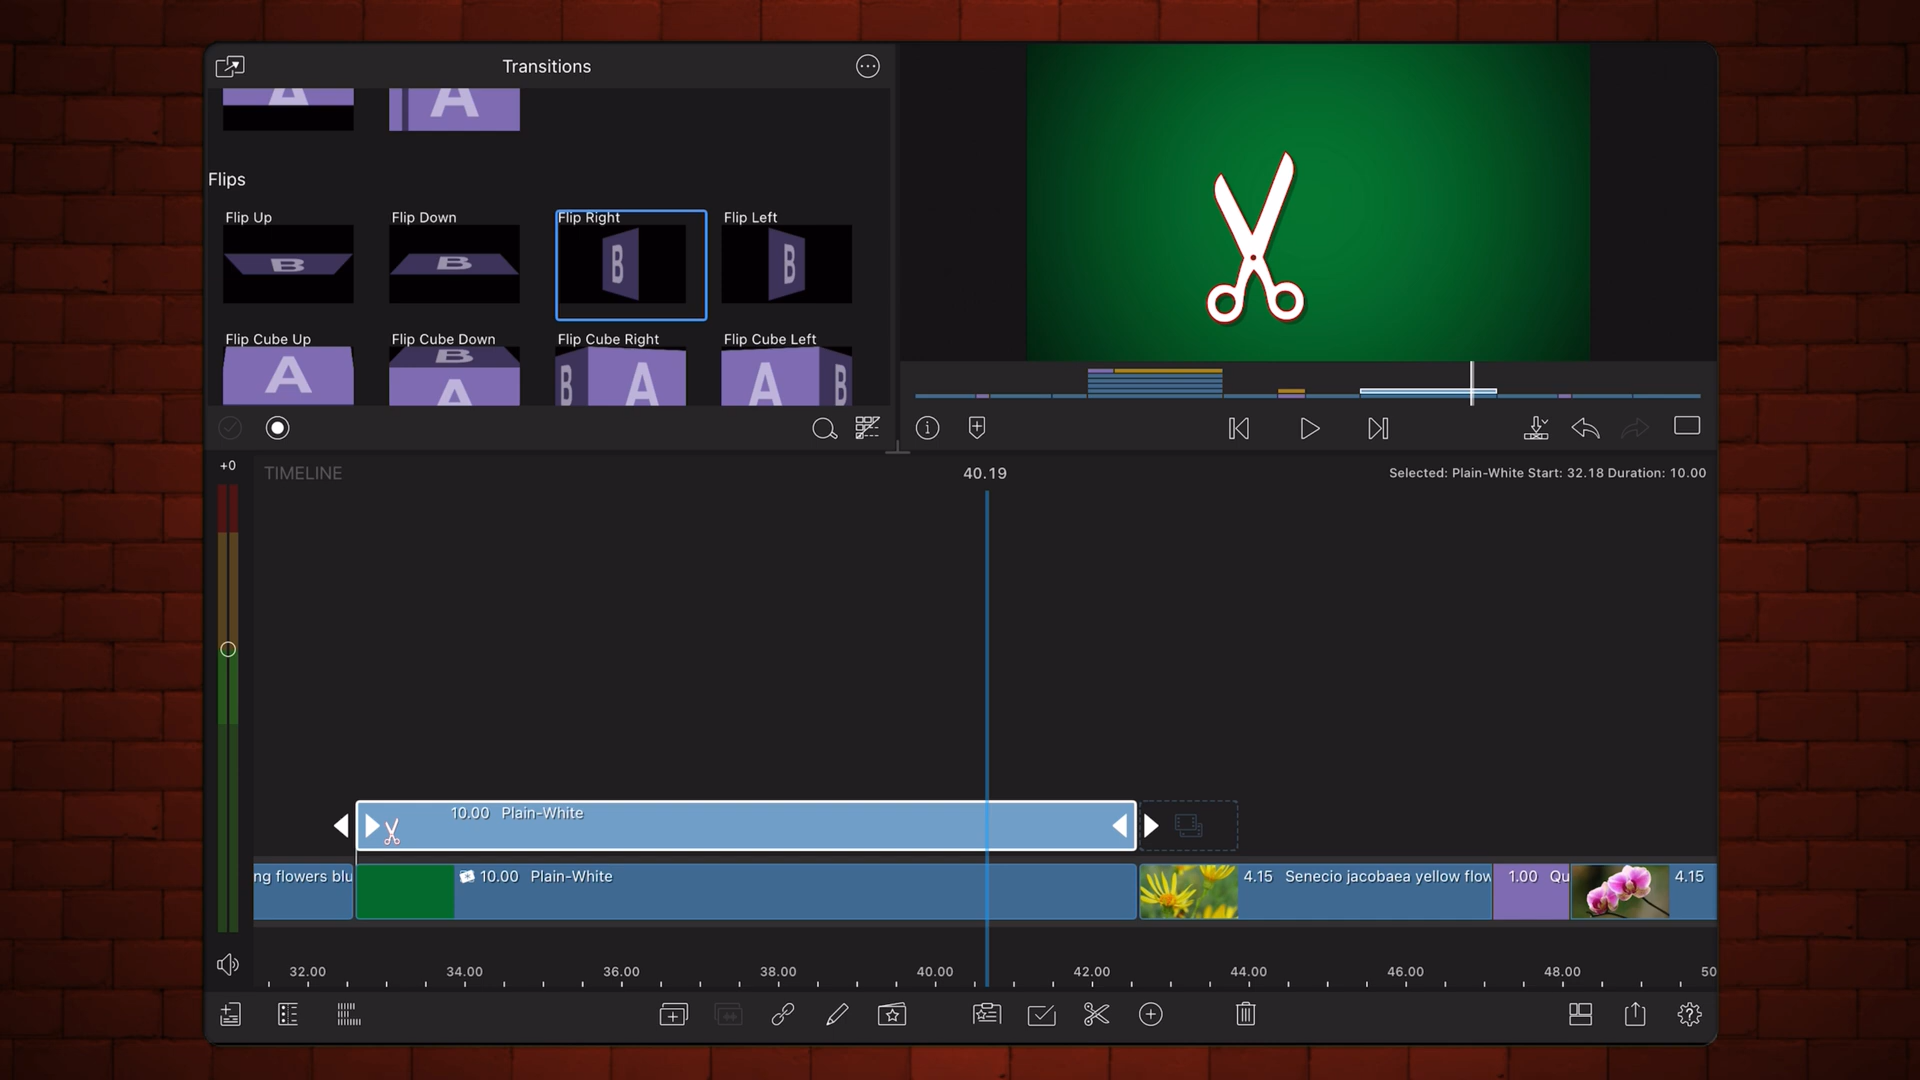 Transitions
A A
Flips
Flip Up Flip Down Flip Right Flip Left
B B B B
Flip Cube Up Flip Cube Down Flip Cube Right Flip Cube Left
A B A B A A B
+0 TIMELINE 40.19 Selected: Plain-White Start: 32.18 Duration: 10.00
10.00 Plain-White
ng flowers blu 10.00 Plain-White 4.15 Senecio jacobaea yellow flow 1.00 Qu 4.15
32.00 34.00 36.00 38.00 40.00 42.00 44.00 46.00 48.00 50